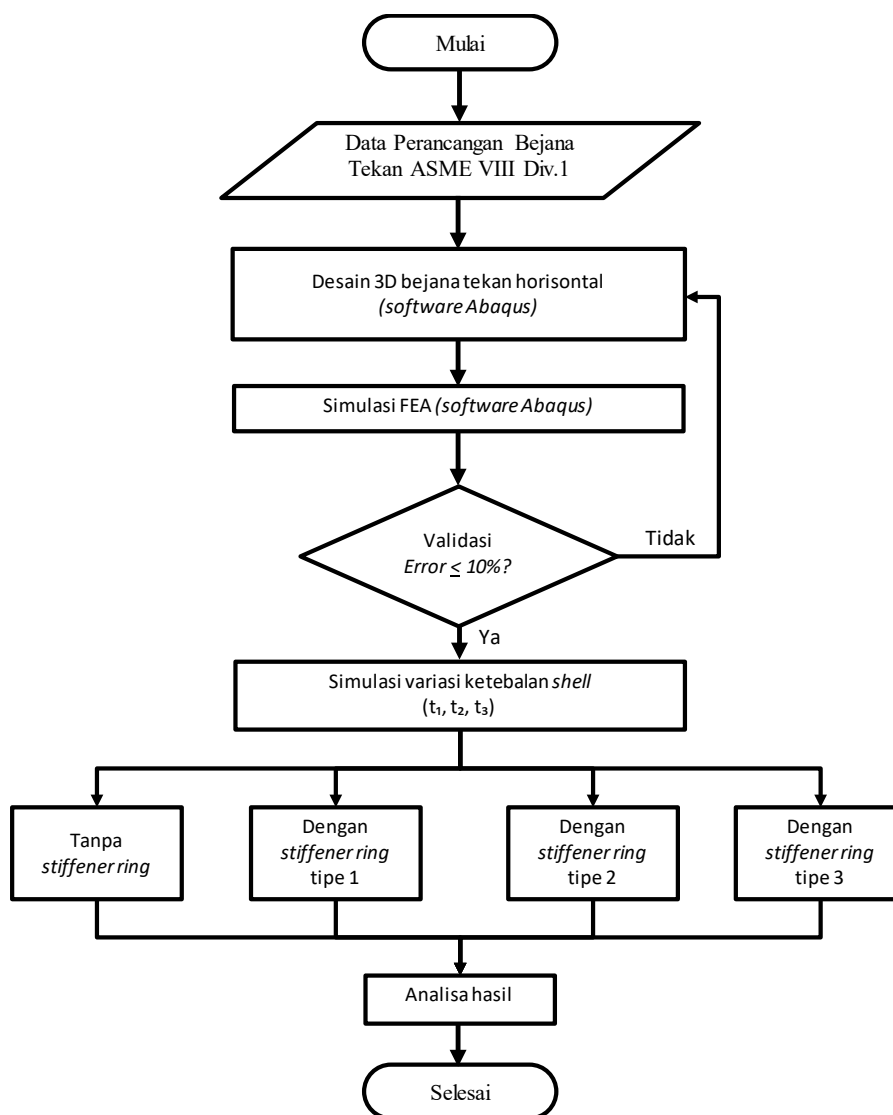 Mulai
Data Perancangan Bejana
Tekan ASME VIII Div.1
Desain 3D bejana tekan horisontal
(software Abaqus)
Simulasi FEA (software Abaqus)
Validasi
Error ≤ 10%?
Tidak
Ya
Simulasi variasi ketebalan shell
(t₁, t₂, t₃)
Tanpa
stiffener ring
Dengan
stiffener ring
tipe 1
Dengan
stiffener ring
tipe 2
Dengan
stiffener ring
tipe 3
Analisa hasil
Selesai